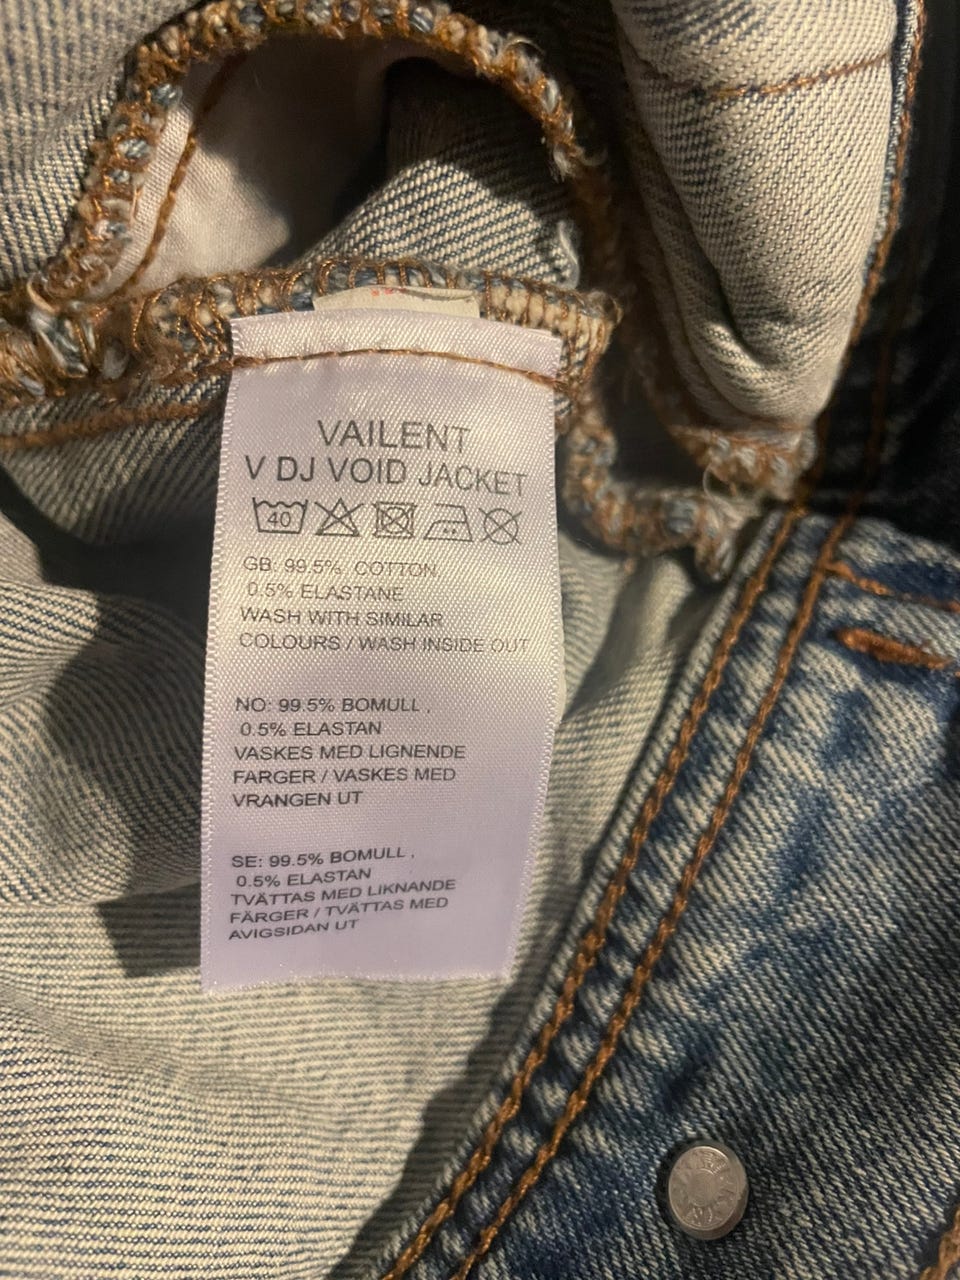 VAILENT
V DJ VOID JACKET
40
GB: 99.5% COTTON
0.5% ELASTANE
WASH WITH SIMILAR
COLOURS / WASH INSIDE OUT
NO: 99.5% BOMULL ,
0.5% ELASTAN
VASKES MED LIGNENDE
FARGER / VASKES MED
VRANGEN UT
SE: 99.5% BOMULL ,
0.5% ELASTAN
TVÄTTAS MED LIKNANDE
FÄRGER / TVÄTTAS MED
AVIGSIDAN UT